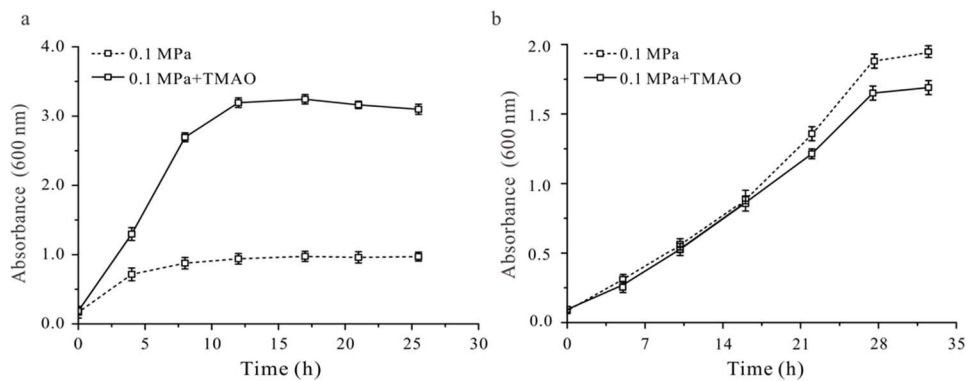 a
0.1 MPa
0.1 MPa+TMAO
Absorbance (600 nm)
4.0
3.0
2.0
1.0
0.0
0 5 10 15 20 25 30
Time (h)
b
0.1 MPa
0.1 MPa+TMAO
Absorbance (600 nm)
2.0
1.5
1.0
0.5
0.0
0 7 14 21 28 35
Time (h)